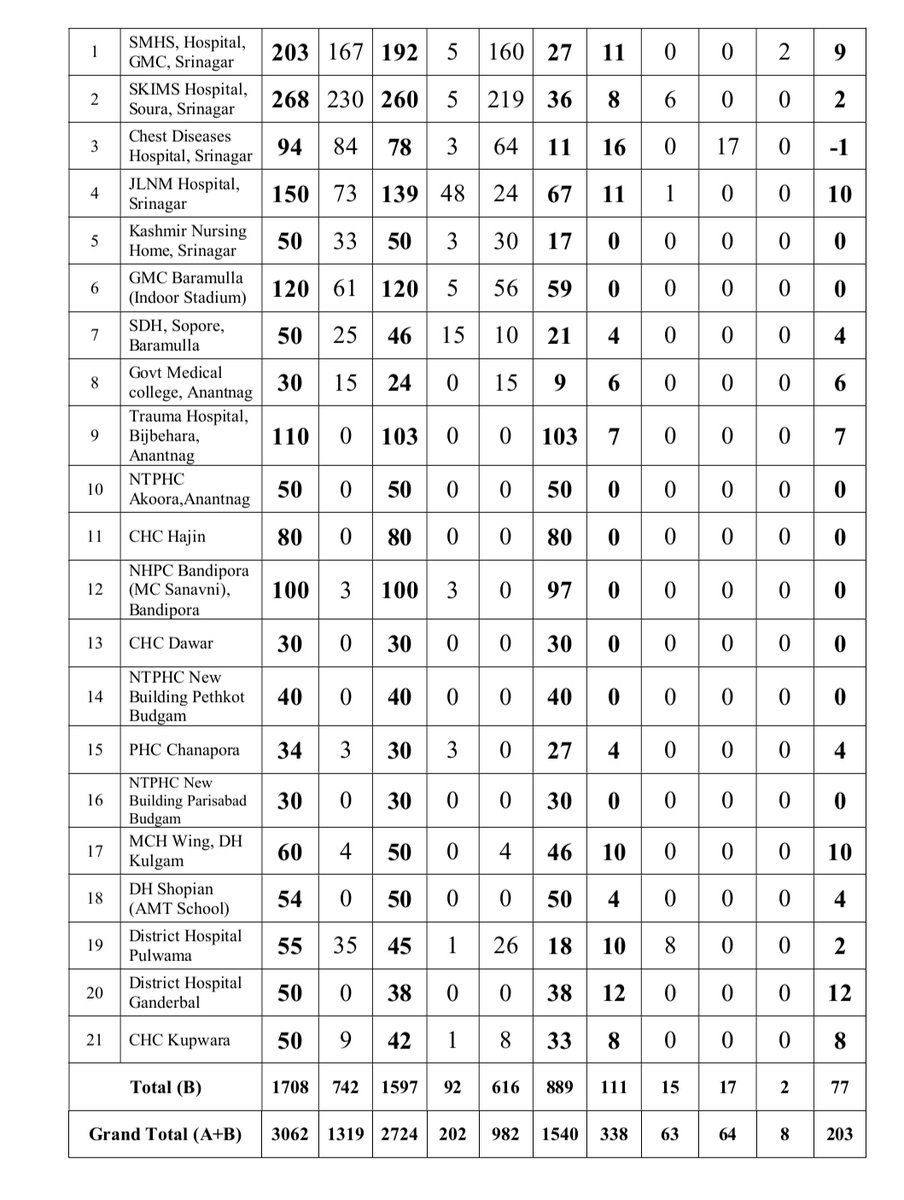 1 SMHS, Hospital, GMC, Srinagar 203 167 192 5 160 27 11 0 0 2 9
2 SKIMS Hospital, Soura, Srinagar 268 230 260 5 219 36 8 6 0 0 2
3 Chest Diseases Hospital, Srinagar 94 84 78 3 64 11 16 0 17 0 -1
4 JLNM Hospital, Srinagar 150 73 139 48 24 67 11 1 0 0 10
5 Kashmir Nursing Home, Srinagar 50 33 50 3 30 17 0 0 0 0 0
6 GMC Baramulla (Indoor Stadium) 120 61 120 5 56 59 0 0 0 0 0
7 SDH, Sopore, Baramulla 50 25 46 15 10 21 4 0 0 0 4
8 Govt Medical college, Anantnag 30 15 24 0 15 9 6 0 0 0 6
9 Trauma Hospital, Bijbehara, Anantnag 110 0 103 0 0 103 7 0 0 0 7
10 NTPHC Akoora,Anantnag 50 0 50 0 0 50 0 0 0 0 0
11 CHC Hajin 80 0 80 0 0 80 0 0 0 0 0
12 NHPC Bandipora (MC Sanavni), Bandipora 100 3 100 3 0 97 0 0 0 0 0
13 CHC Dawar 30 0 30 0 0 30 0 0 0 0 0
14 NTPHC New Building Pethkot Budgam 40 0 40 0 0 40 0 0 0 0 0
15 PHC Chanapora 34 3 30 3 0 27 4 0 0 0 4
16 NTPHC New Building Parisabad Budgam 30 0 30 0 0 30 0 0 0 0 0
17 MCH Wing, DH Kulgam 60 4 50 0 4 46 10 0 0 0 10
18 DH Shopian (AMT School) 54 0 50 0 0 50 4 0 0 0 4
19 District Hospital Pulwama 55 35 45 1 26 18 10 8 0 0 2
20 District Hospital Ganderbal 50 0 38 0 0 38 12 0 0 0 12
21 CHC Kupwara 50 9 42 1 8 33 8 0 0 0 8
Total (B) 1708 742 1597 92 616 889 111 15 17 2 77
Grand Total (A+B) 3062 1319 2724 202 982 1540 338 63 64 8 203